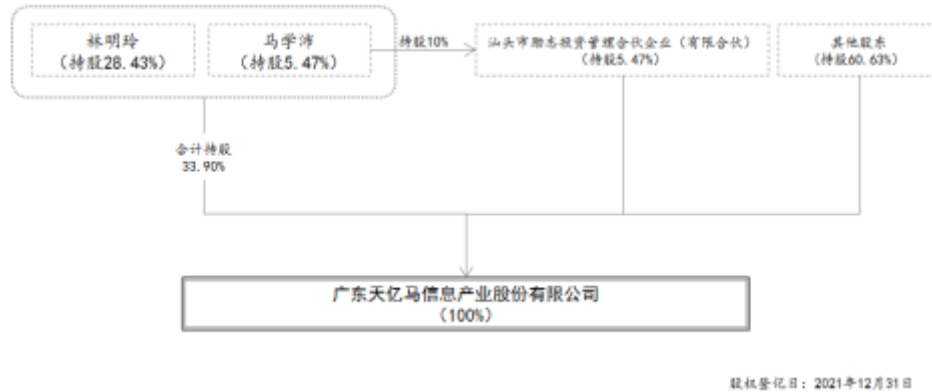 林明玲
（持股28.43%）
马学沛
（持股5.47%）
持股10%
汕头市励志投资管理合伙企业（有限合伙）
（持股5.47%）
其他股东
（持股60.63%）
合计持股
33.90%
广东天亿马信息产业股份有限公司
（100%）
股权登记日：2021年12月31日